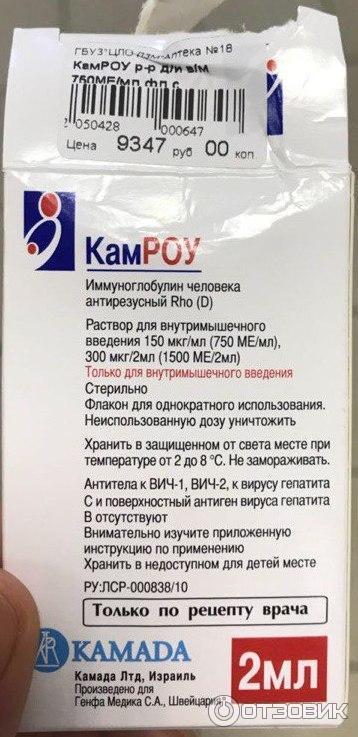 ГБУЗ"ЦЛО ДЗМ"Аптека №18
КамРОУ р-р д/и в/м
750МЕ/мл фл с
2 050428 000647
Цена 9347 руб 00 коп
КамРОУ
Иммуноглобулин человека
антирезусный Rho (D)
Раствор для внутримышечного
введения 150 мкг/мл (750 МЕ/мл),
300 мкг/2мл (1500 МЕ/2мл)
Только для внутримышечного введения
Стерильно
Флакон для однократного использования.
Неиспользованную дозу уничтожить
Хранить в защищенном от света месте при
температуре от 2 до 8 °С. Не замораживать.
Антитела к ВИЧ-1, ВИЧ-2, к вирусу гепатита
С и поверхностный антиген вируса гепатита
В отсутствуют
Внимательно изучите приложенную
инструкцию по применению
Хранить в недоступном для детей месте
РУ:ЛСР-000838/10
Только по рецепту врача
KAMADA
Камада Лтд, Израиль
Произведено для
Генфа Медика С.А., Швейцария
2мл
ОТЗОВИК